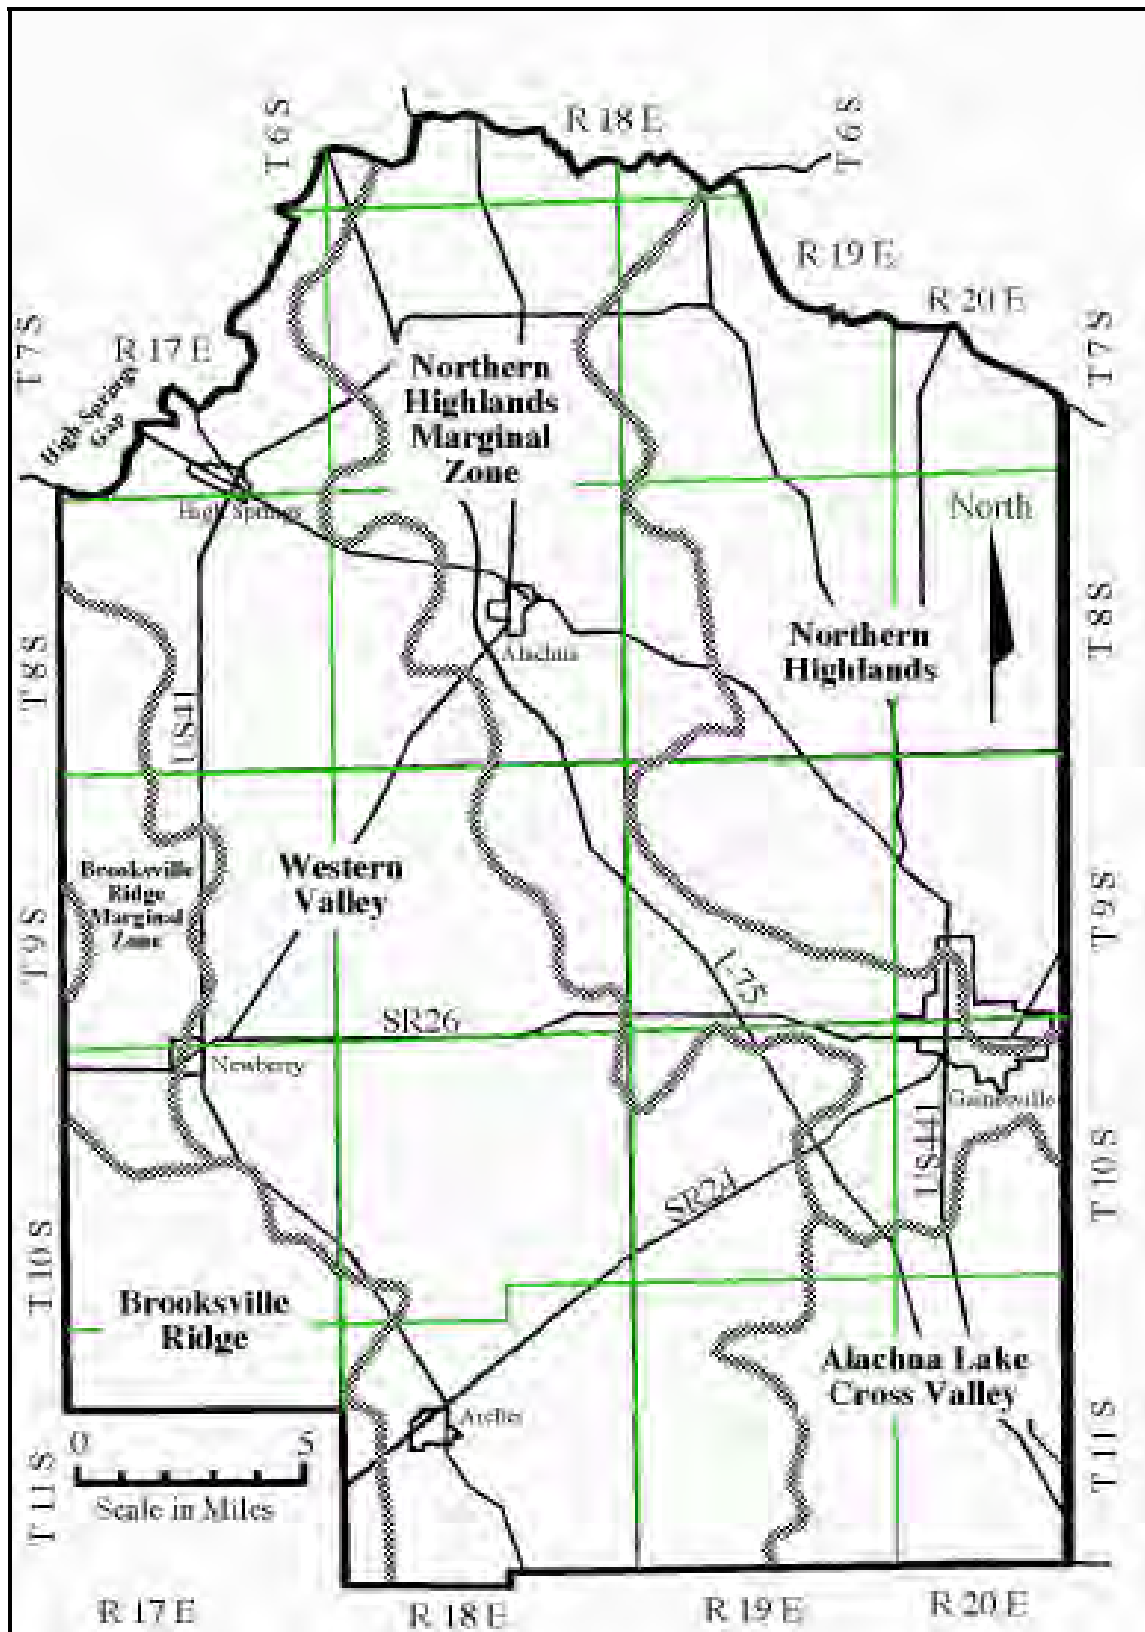 R 18 E
T 6 S
T 6 S
R 19 E
R 20 E
T 7 S
R 17 E
T 7 S
High Springs
Gap
Northern
Highlands
Marginal
Zone
High Springs
North
T 8 S
Alachua
Northern
Highlands
T 8 S
US41
Brooksville
Ridge
Marginal
Zone
Western
Valley
T 9 S
T 9 S
I-75
SR26
Newberry
Gainesville
US441
SR24
T 10 S
T 10 S
Brooksville
Ridge
Alachua Lake
Cross Valley
Archer
0 5
Scale in Miles
T 11 S
T 11 S
R 17 E
R 18 E
R 19 E
R 20 E